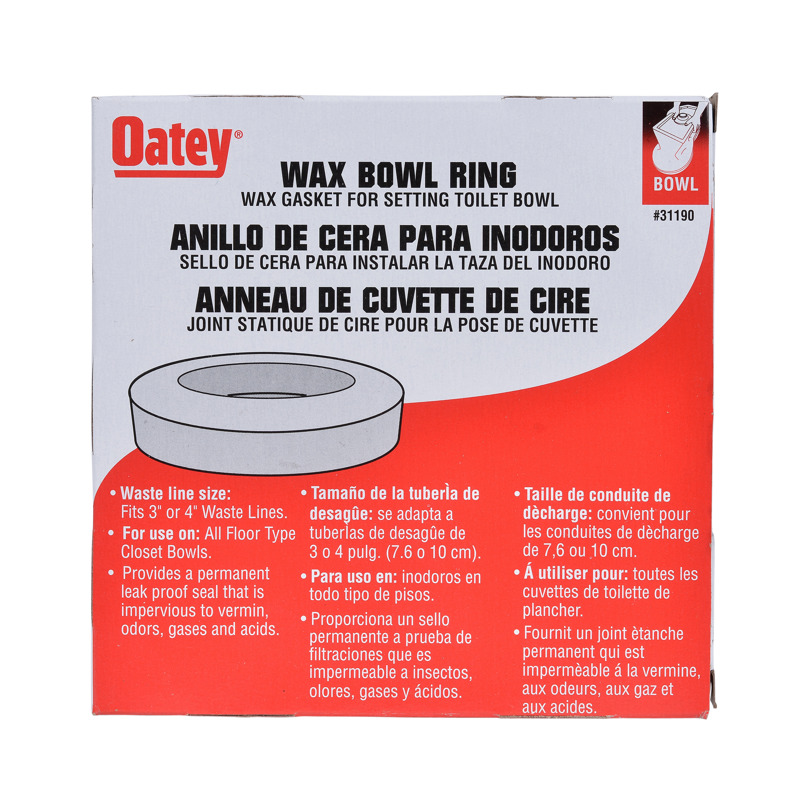 Oatey®
WAX BOWL RING
WAX GASKET FOR SETTING TOILET BOWL
BOWL
#31190
ANILLO DE CERA PARA INODOROS
SELLO DE CERA PARA INSTALAR LA TAZA DEL INODORO
ANNEAU DE CUVETTE DE CIRE
JOINT STATIQUE DE CIRE POUR LA POSE DE CUVETTE
• Waste line size:
Fits 3" or 4" Waste Lines.
• For use on: All Floor Type
Closet Bowls.
• Provides a permanent
leak proof seal that is
impervious to vermin,
odors, gases and acids.
• Tamaño de la tuberÌa de
desagûe: se adapta a
tuberÌas de desagûe de
3 o 4 pulg. (7.6 o 10 cm).
• Para uso en: inodoros en
todo tipo de pisos.
• Proporciona un sello
permanente a prueba de
filtraciones que es
impermeable a insectos,
olores, gases y ácidos.
• Taille de conduite de
dècharge: convient pour
les conduites de dècharge
de 7,6 ou 10 cm.
• Á utiliser pour: toutes les
cuvettes de toilette de
plancher.
• Fournit un joint ètanche
permanent qui est
impermèable á la vermine,
aux odeurs, aux gaz et
aux acides.